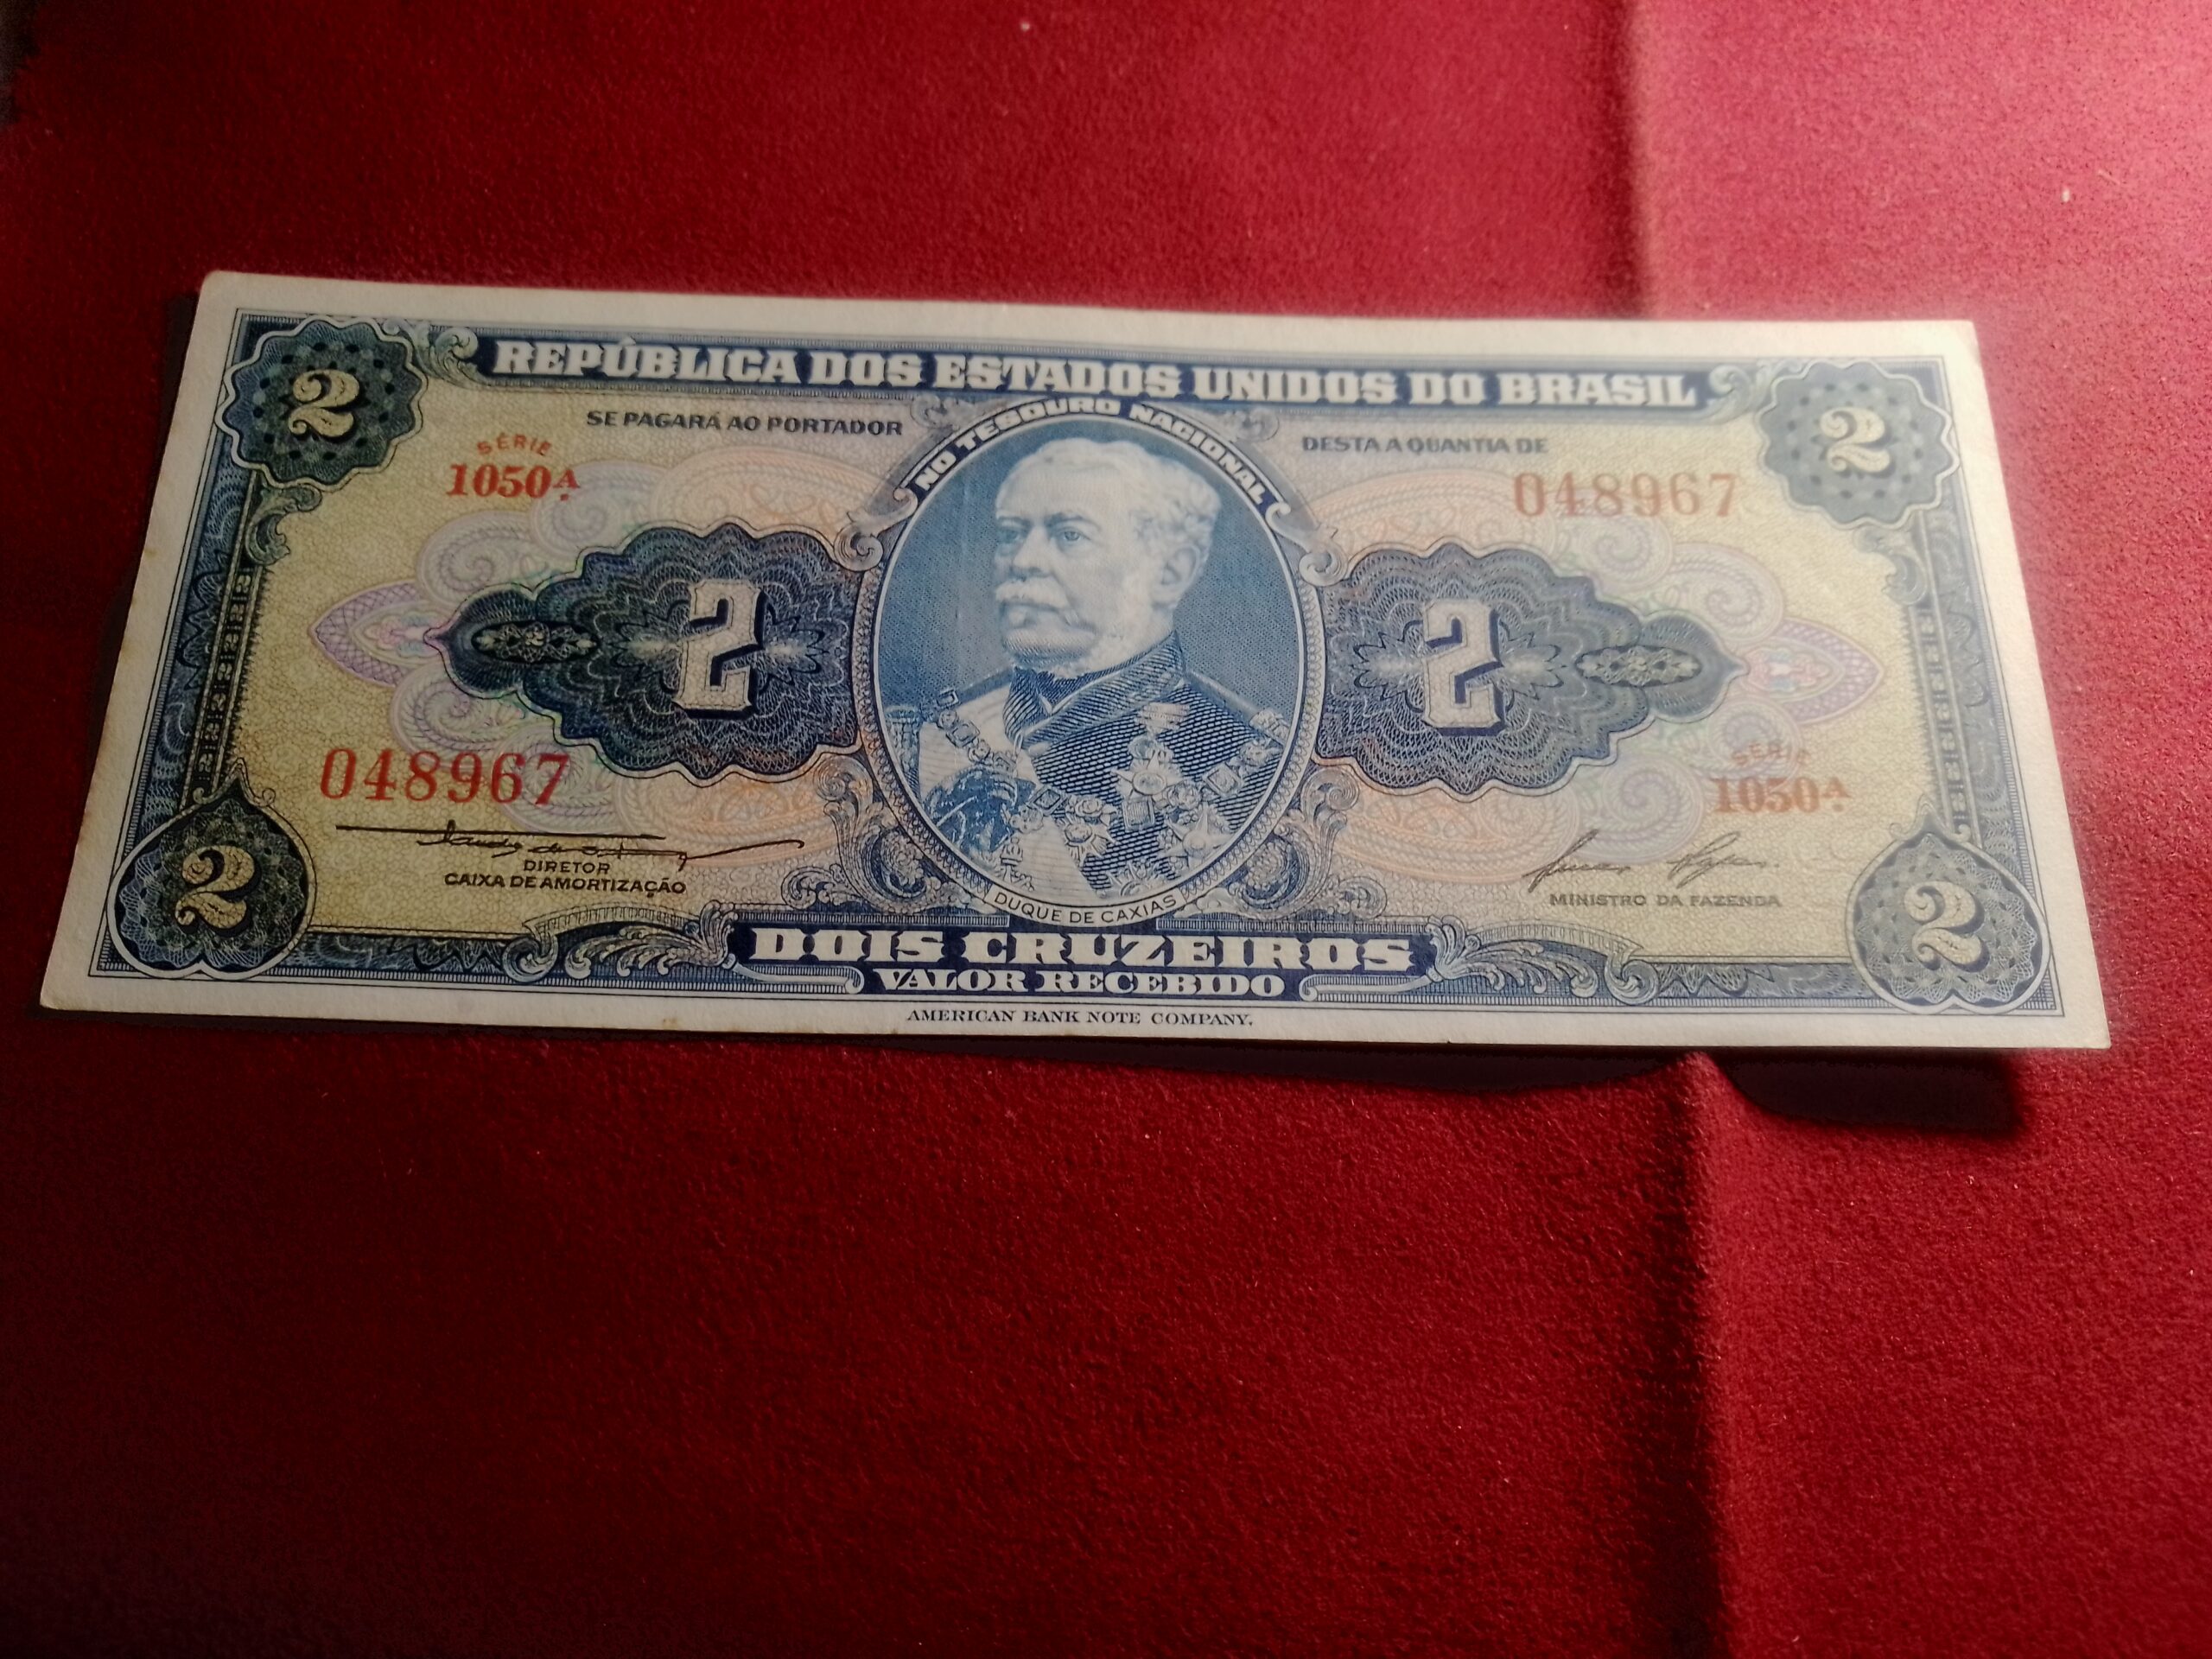 REPÚBLICA DOS ESTADOS UNIDOS DO BRASIL
2
2
SE PAGARÁ AO PORTADOR
NO TESOURO NACIONAL
DESTA A QUANTIA DE
SÉRIE
1050A.
048967
2
2
048967
SÉRIE
1050A.
DIRETOR
CAIXA DE AMORTIZAÇÃO
MINISTRO DA FAZENDA
2
2
DUQUE DE CAXIAS
DOIS CRUZEIROS
VALOR RECEBIDO
AMERICAN BANK NOTE COMPANY.